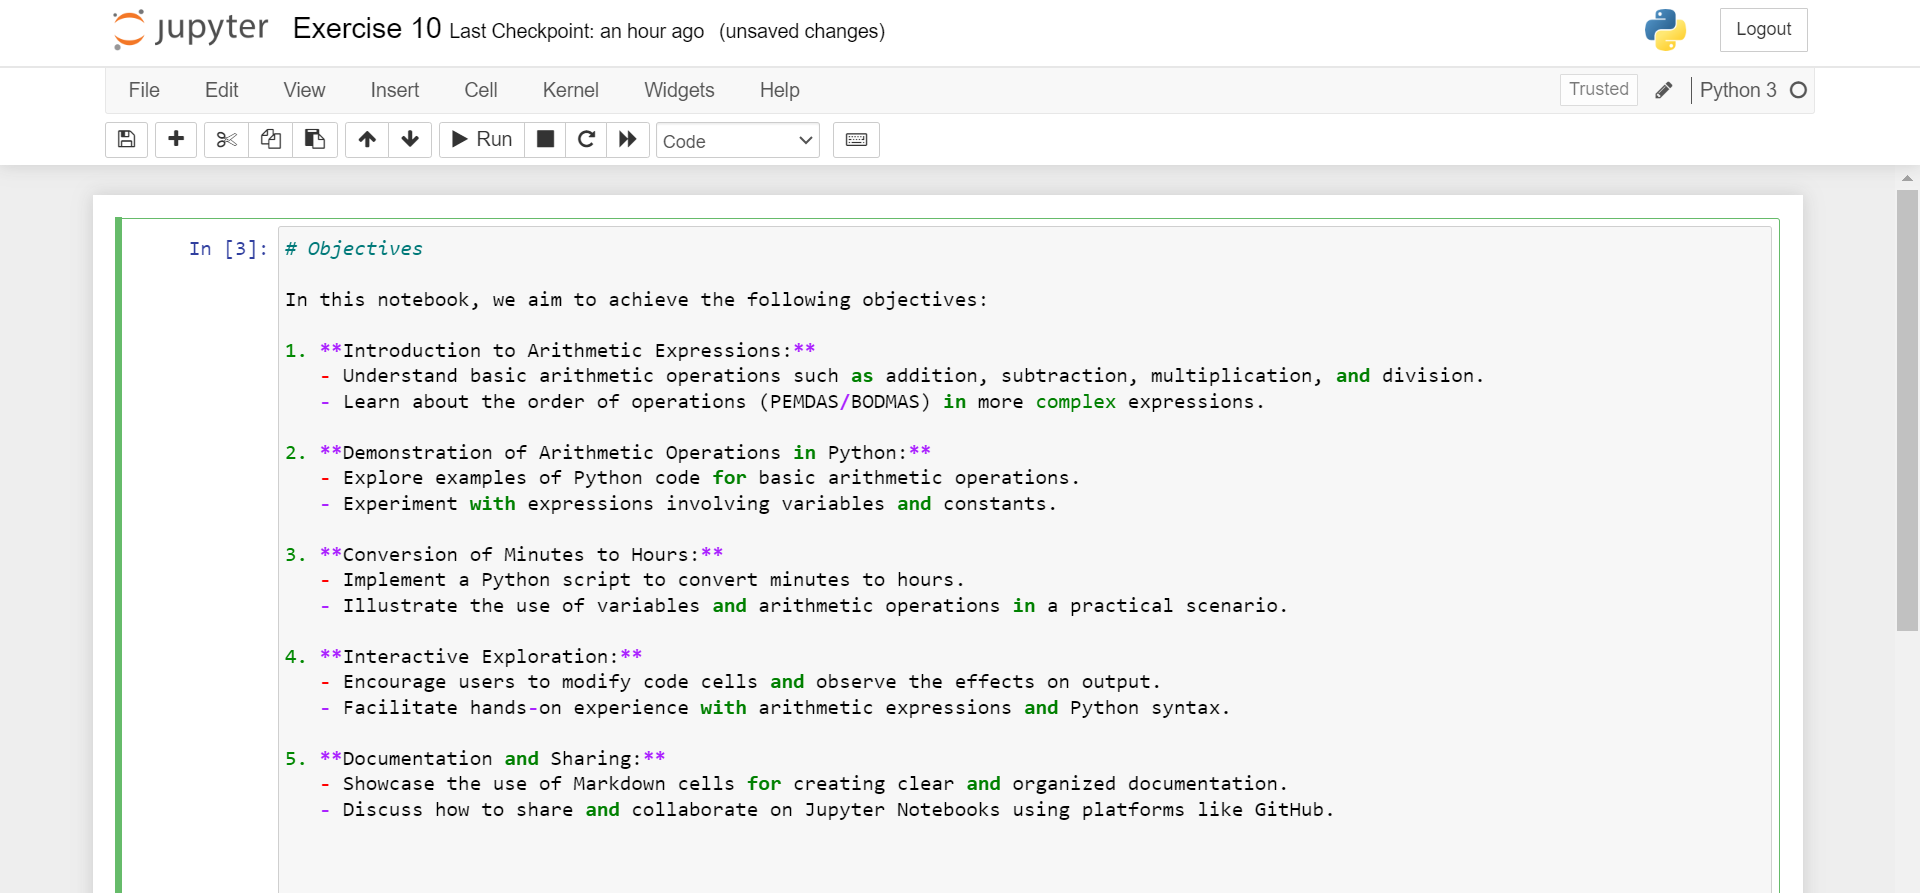 jupyter Exercise 10 Last Checkpoint: an hour ago (unsaved changes) Logout
File Edit View Insert Cell Kernel Widgets Help Trusted Python 3
Run Code
In [3]: # Objectives
In this notebook, we aim to achieve the following objectives:
1. **Introduction to Arithmetic Expressions:**
- Understand basic arithmetic operations such as addition, subtraction, multiplication, and division.
- Learn about the order of operations (PEMDAS/BODMAS) in more complex expressions.
2. **Demonstration of Arithmetic Operations in Python:**
- Explore examples of Python code for basic arithmetic operations.
- Experiment with expressions involving variables and constants.
3. **Conversion of Minutes to Hours:**
- Implement a Python script to convert minutes to hours.
- Illustrate the use of variables and arithmetic operations in a practical scenario.
4. **Interactive Exploration:**
- Encourage users to modify code cells and observe the effects on output.
- Facilitate hands-on experience with arithmetic expressions and Python syntax.
5. **Documentation and Sharing:**
- Showcase the use of Markdown cells for creating clear and organized documentation.
- Discuss how to share and collaborate on Jupyter Notebooks using platforms like GitHub.